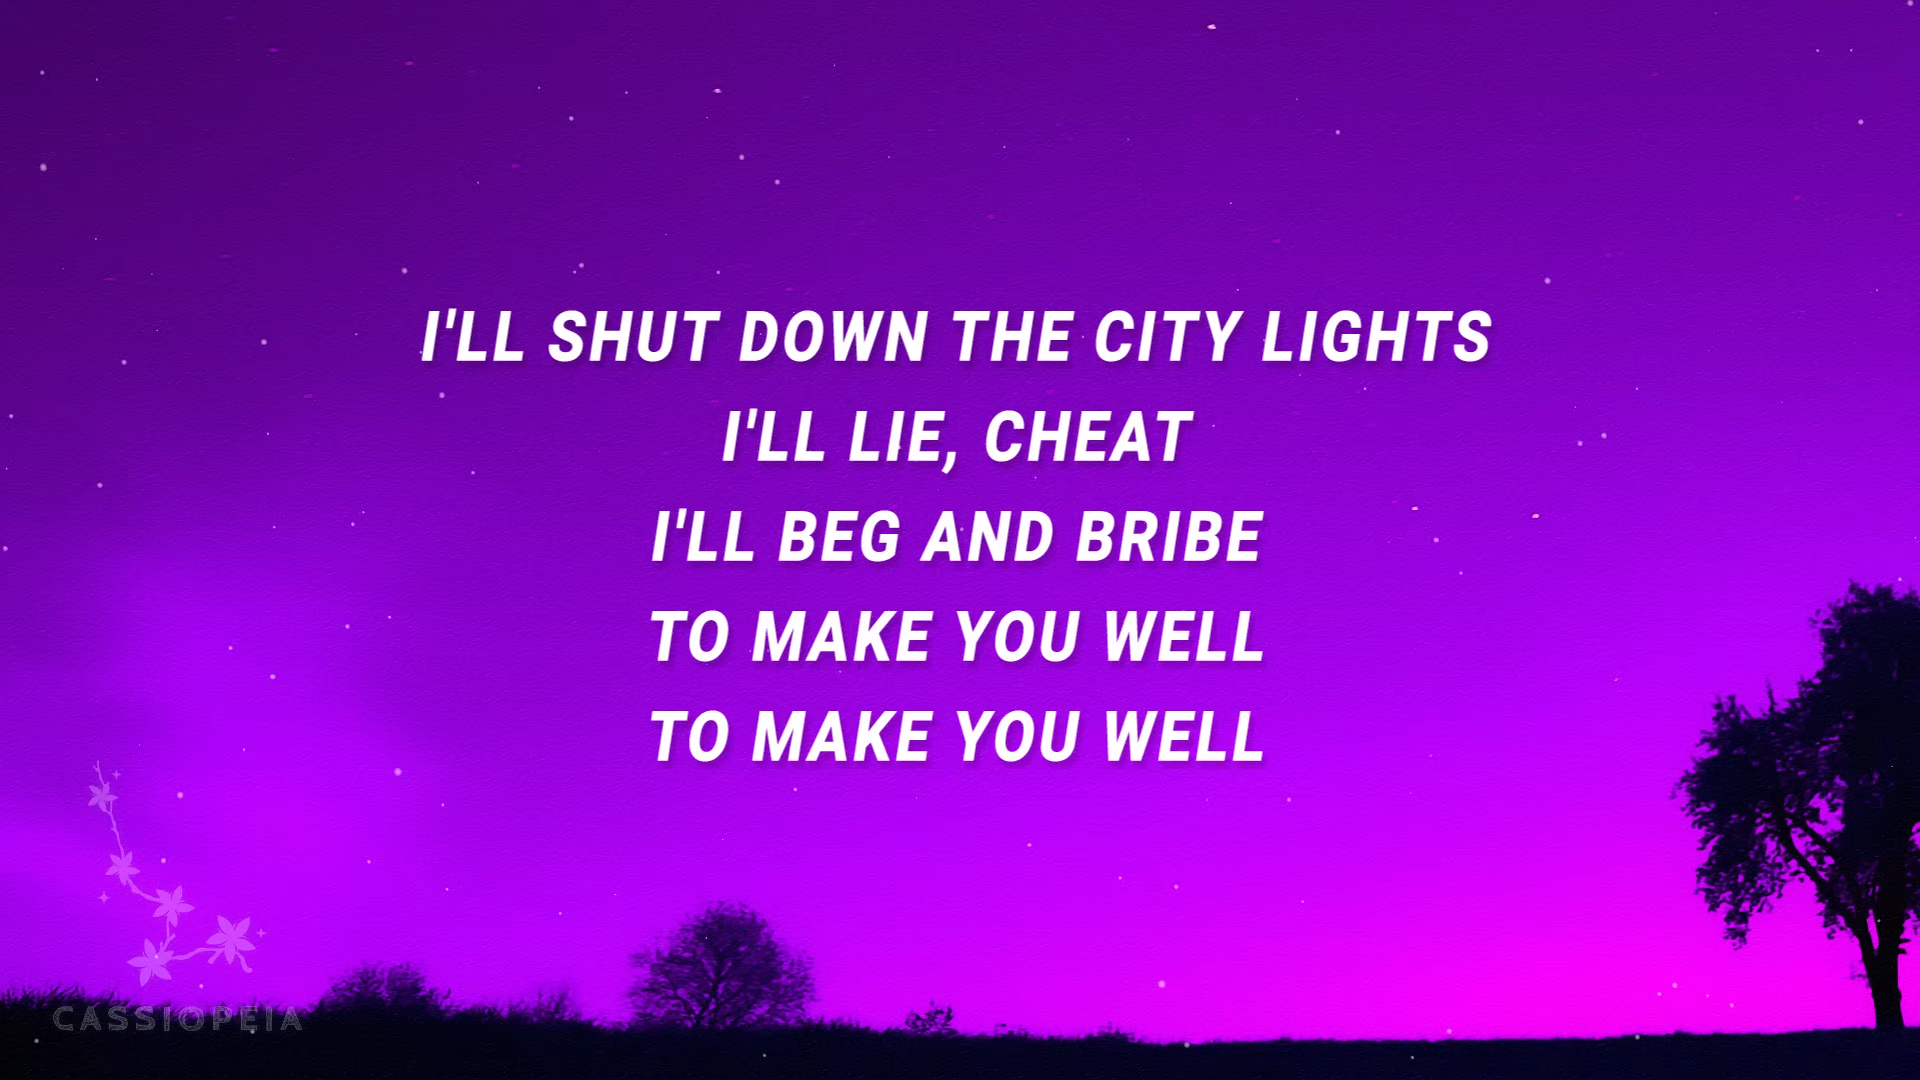 I'LL SHUT DOWN THE CITY LIGHTS
I'LL LIE, CHEAT
I'LL BEG AND BRIBE
TO MAKE YOU WELL
TO MAKE YOU WELL
CASSIOPEIA